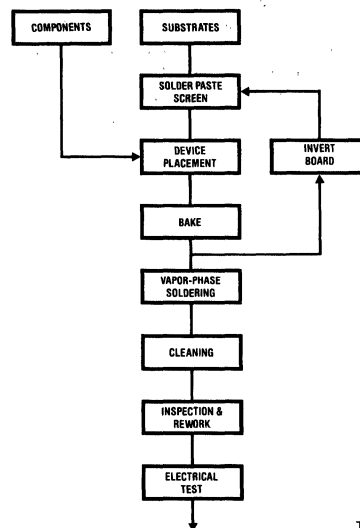 COMPONENTS
SUBSTRATES
SOLDER PASTE
SCREEN
DEVICE
PLACEMENT
INVERT
BOARD
BAKE
VAPOR-PHASE
SOLDERING
CLEANING
INSPECTION &
REWORK
ELECTRICAL
TEST
T